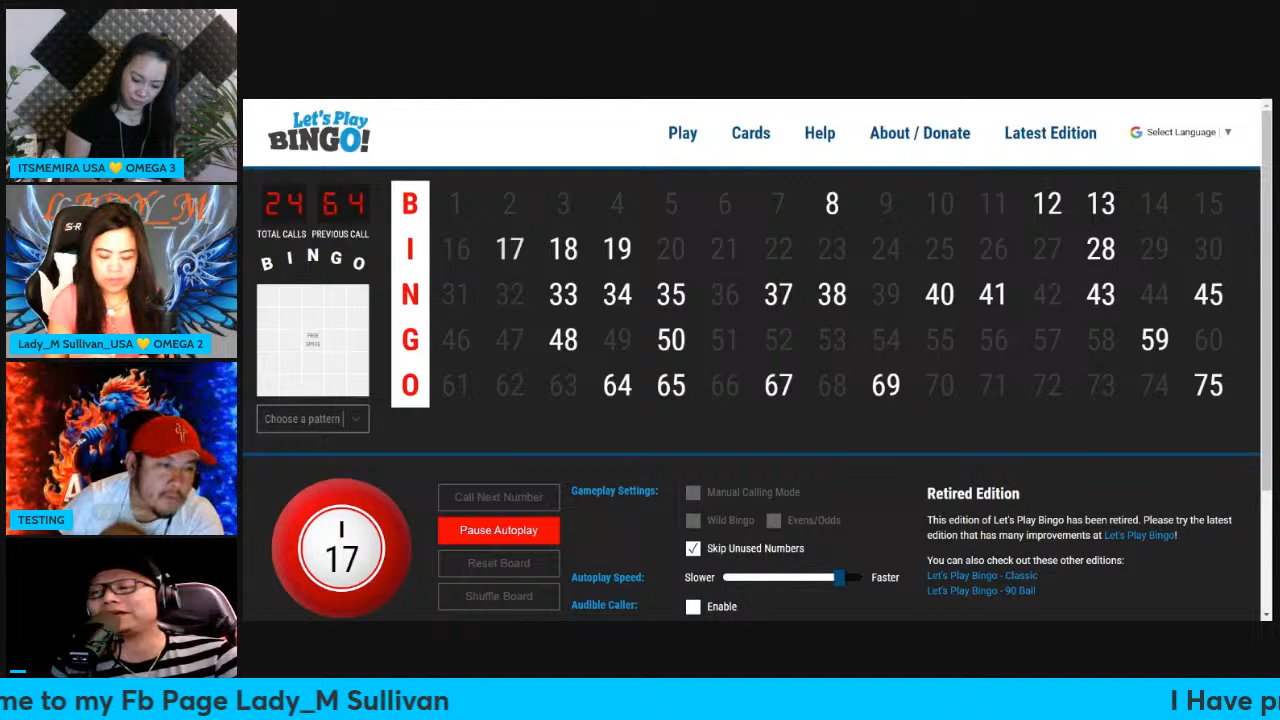 ITSMEMIRA USA 💛 OMEGA 3
LADY_M
S-R
Lady_M Sullivan_USA 💛 OMEGA 2
TESTING
Let's Play
BINGO!
Play Cards Help About / Donate Latest Edition Select Language ▼
24 64
TOTAL CALLS PREVIOUS CALL
B I N G O
FREE
SPACE
Choose a pattern
B 1 2 3 4 5 6 7 8 9 10 11 12 13 14 15
I 16 17 18 19 20 21 22 23 24 25 26 27 28 29 30
N 31 32 33 34 35 36 37 38 39 40 41 42 43 44 45
G 46 47 48 49 50 51 52 53 54 55 56 57 58 59 60
O 61 62 63 64 65 66 67 68 69 70 71 72 73 74 75
I
17
Call Next Number
Pause Autoplay
Reset Board
Shuffle Board
Gameplay Settings:
Manual Calling Mode
Wild Bingo Evens/Odds
Skip Unused Numbers
Autoplay Speed: Slower Faster
Audible Caller: Enable
Retired Edition
This edition of Let's Play Bingo has been retired. Please try the latest
edition that has many improvements at Let's Play Bingo!
You can also check out these other editions:
Let's Play Bingo - Classic
Let's Play Bingo - 90 Ball
me to my Fb Page Lady_M Sullivan I Have pr